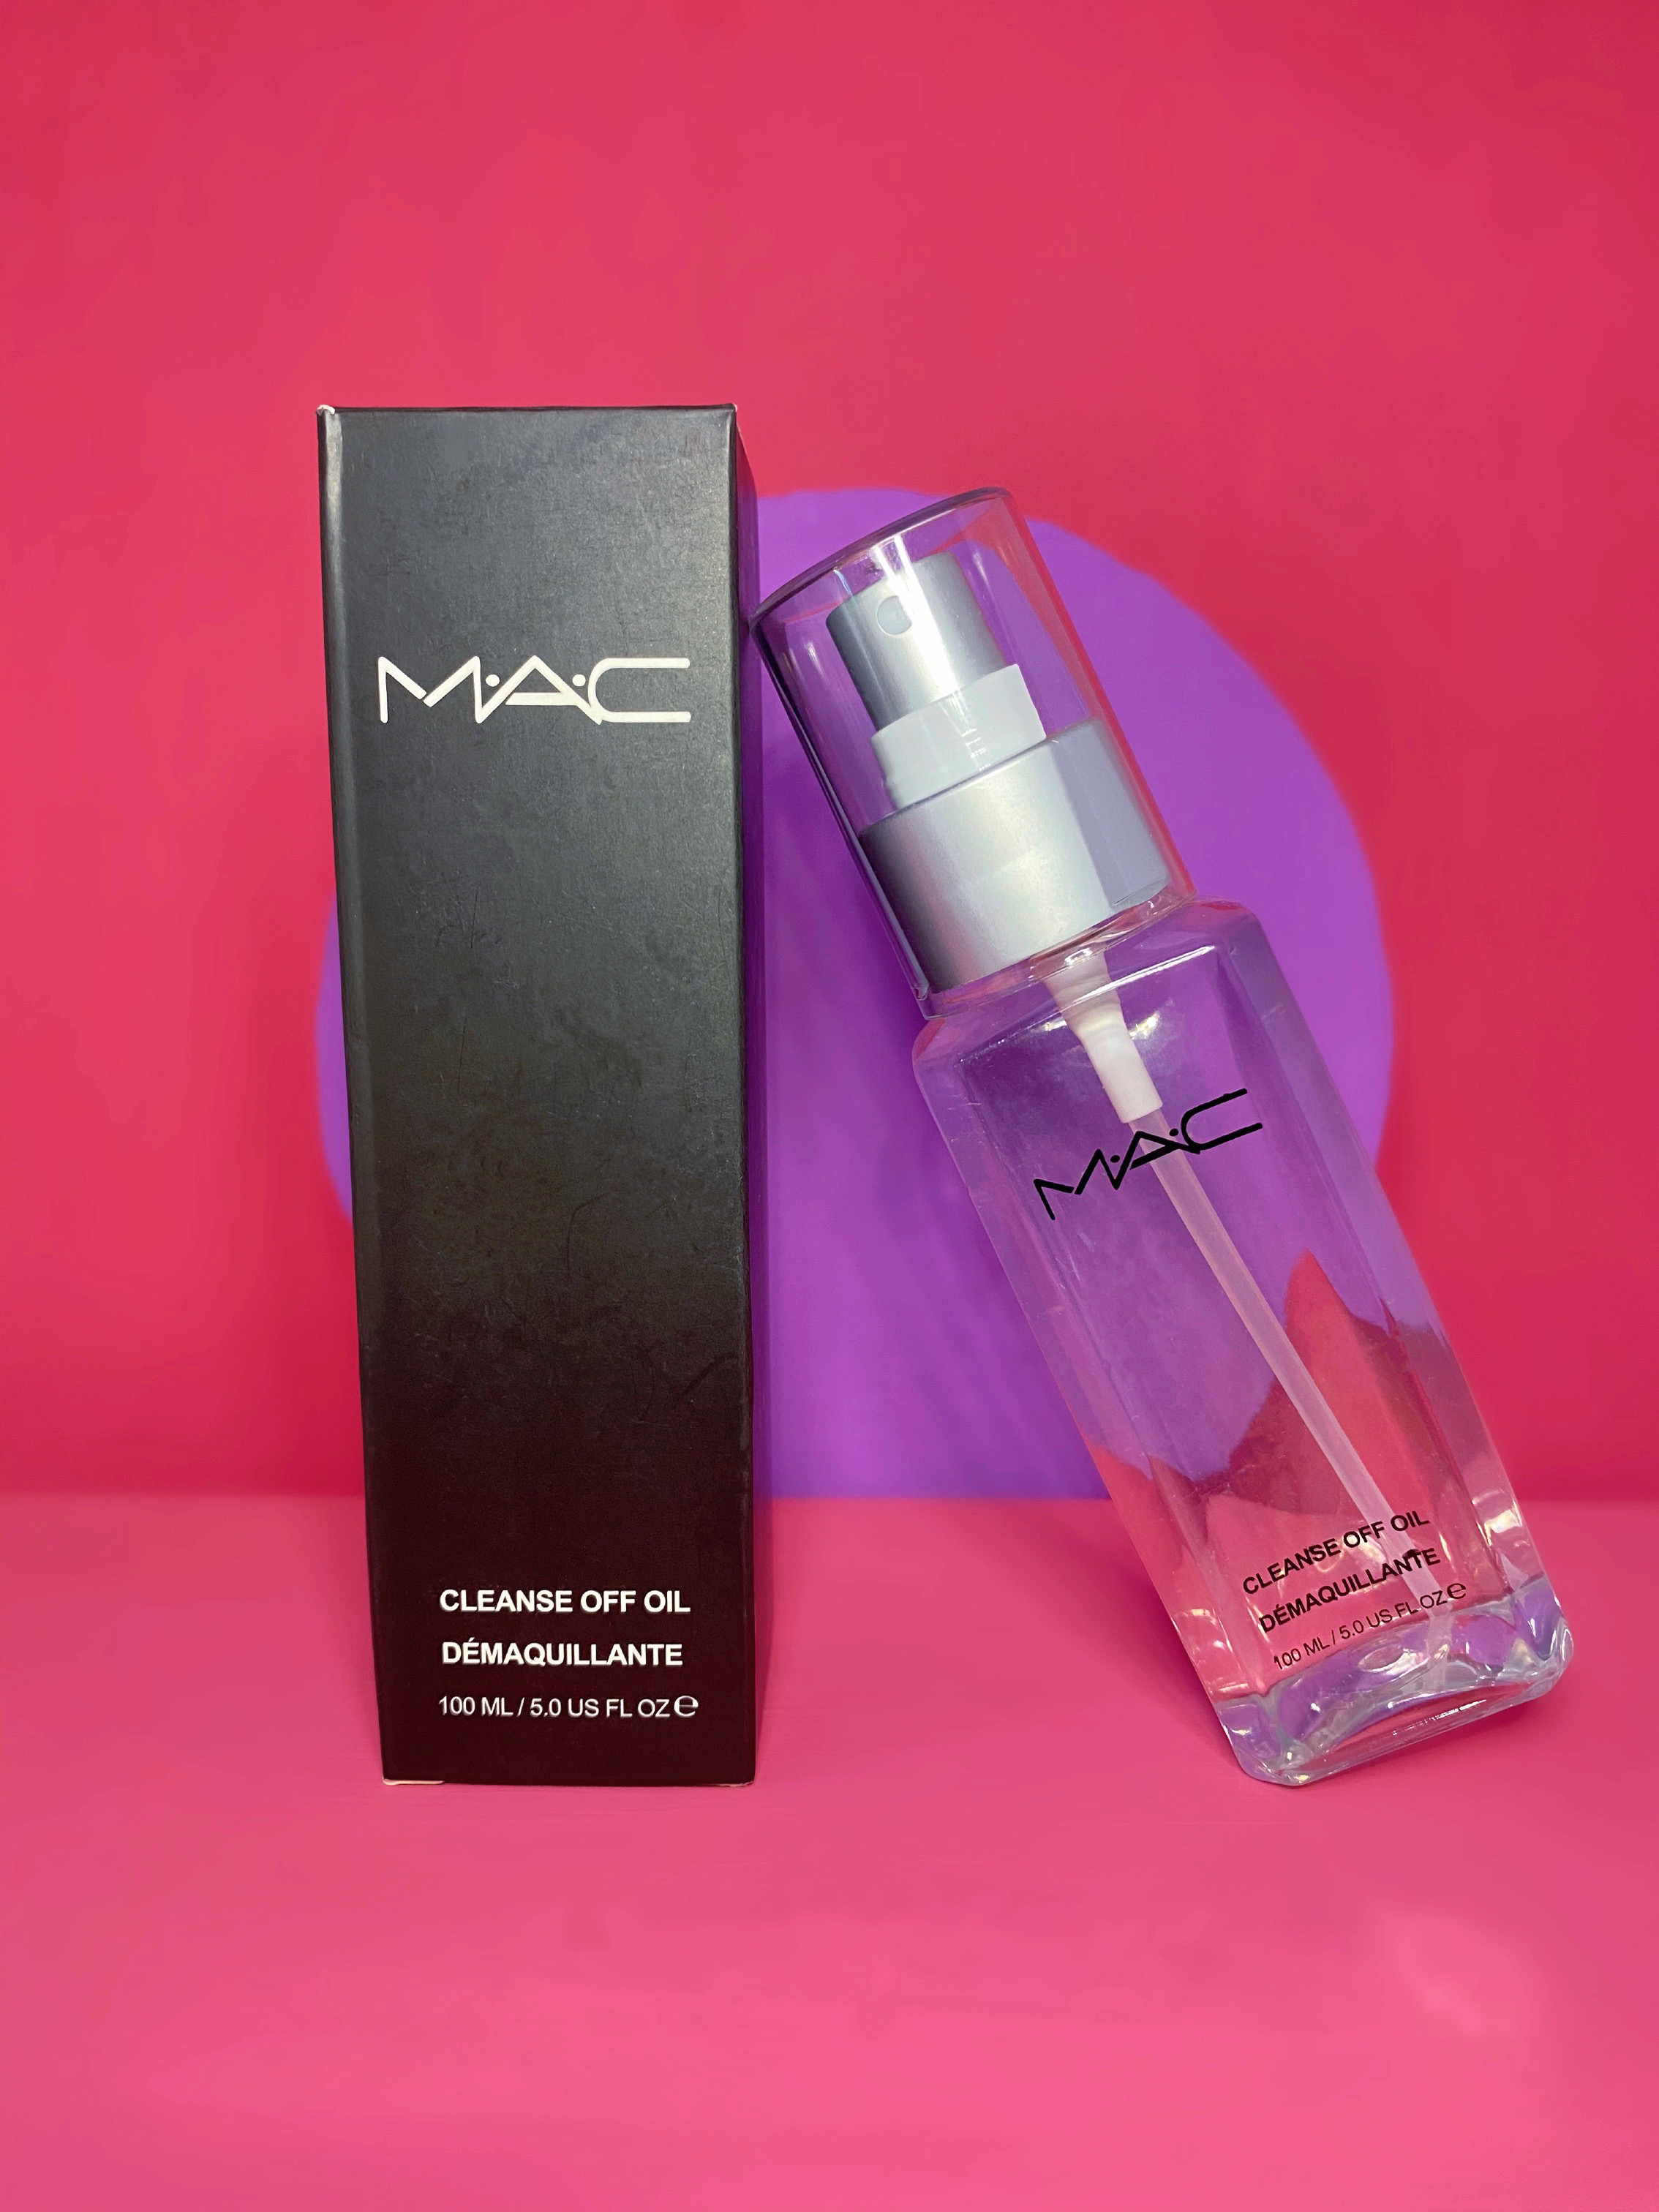 M·A·C
CLEANSE OFF OIL
DÉMAQUILLANTE
100 ML / 5.0 US FL OZ ℮
M·A·C
CLEANSE OFF OIL
DÉMAQUILLANTE
100 ML / 5.0 US FL OZ ℮